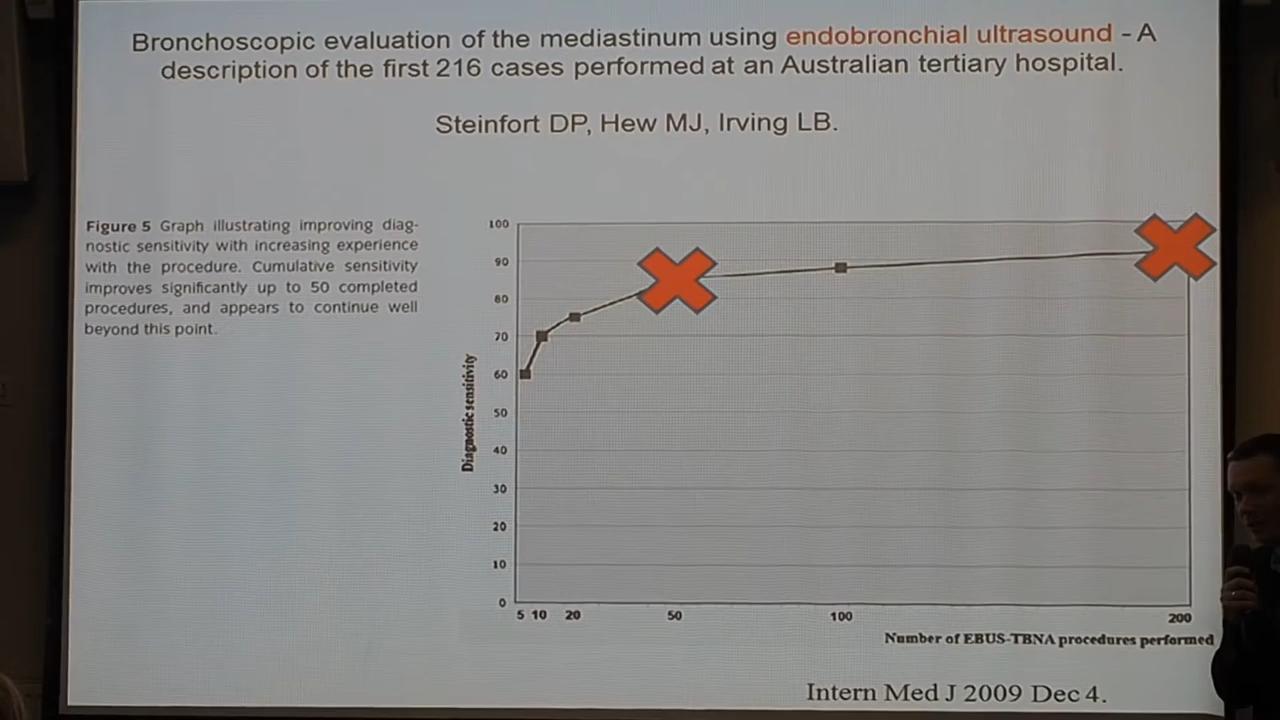 Bronchoscopic evaluation of the mediastinum using endobronchial ultrasound - A
description of the first 216 cases performed at an Australian tertiary hospital.
Steinfort DP, Hew MJ, Irving LB.
Figure 5 Graph illustrating improving diag-
nostic sensitivity with increasing experience
with the procedure. Cumulative sensitivity
improves significantly up to 50 completed
procedures, and appears to continue well
beyond this point.
Diagnostic sensitivity
100
90
80
70
60
50
40
30
20
10
0
5 10 20 50 100 200
Number of EBUS-TBNA procedures performed
Intern Med J 2009 Dec 4.